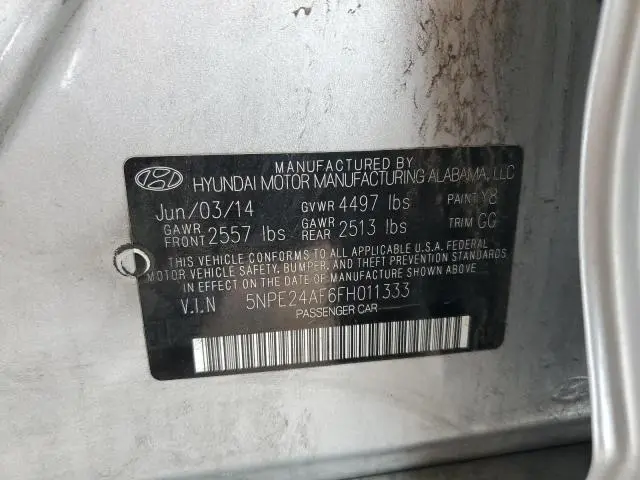 MANUFACTURED BY
HYUNDAI MOTOR MANUFACTURING ALABAMA, LLC
Jun/03/14 GVWR 4497 lbs PAINT Y8
GAWR FRONT 2557 lbs GAWR REAR 2513 lbs TRIM GG
THIS VEHICLE CONFORMS TO ALL APPLICABLE U.S.A. FEDERAL
MOTOR VEHICLE SAFETY, BUMPER, AND THEFT PREVENTION STANDARDS
IN EFFECT ON THE DATE OF MANUFACTURE SHOWN ABOVE.
V.I.N 5NPE24AF6FH011333
PASSENGER CAR